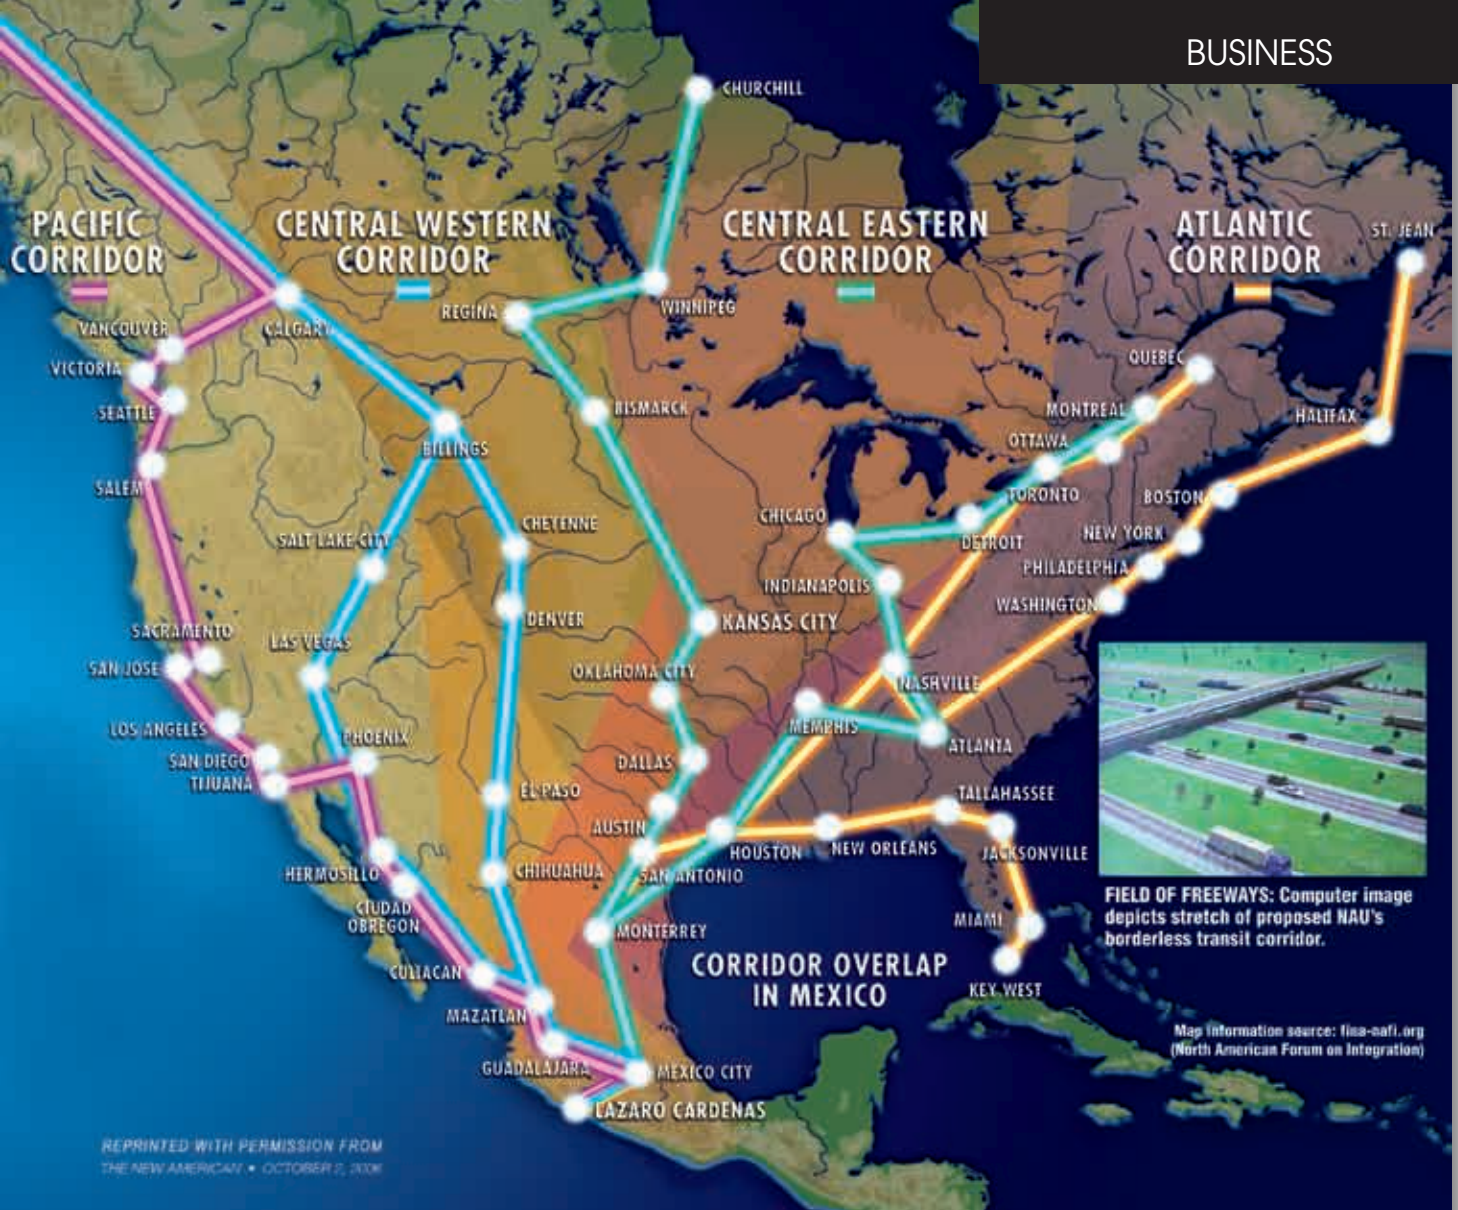 BUSINESS
CHURCHILL
PACIFIC
CORRIDOR
CENTRAL WESTERN
CORRIDOR
CENTRAL EASTERN
CORRIDOR
ATLANTIC
CORRIDOR
ST. JEAN
REGINA
WINNIPEG
VANCOUVER
CALGARY
VICTORIA
QUEBEC
SEATTLE
BISMARCK
MONTREAL
HALIFAX
OTTAWA
BILLINGS
SALEM
TORONTO
BOSTON
CHICAGO
CHEYENNE
SALT LAKE CITY
DETROIT
NEW YORK
PHILADELPHIA
INDIANAPOLIS
WASHINGTON
DENVER
KANSAS CITY
SACRAMENTO
LAS VEGAS
SAN JOSE
OKLAHOMA CITY
NASHVILLE
LOS ANGELES
MEMPHIS
PHOENIX
ATLANTA
SAN DIEGO
DALLAS
TIJUANA
EL PASO
TALLAHASSEE
AUSTIN
HOUSTON
NEW ORLEANS
JACKSONVILLE
HERMOSILLO
CHIHUAHUA
SAN ANTONIO
FIELD OF FREEWAYS: Computer image
depicts stretch of proposed NAU's
borderless transit corridor.
CIUDAD
OBREGON
MIAMI
MONTERREY
CULIACAN
CORRIDOR OVERLAP
IN MEXICO
KEY WEST
MAZATLAN
Map information source: fina-nafi.org
(North American Forum on Integration)
GUADALAJARA
MEXICO CITY
LAZARO CARDENAS
REPRINTED WITH PERMISSION FROM
THE NEW AMERICAN • OCTOBER 2, 2006